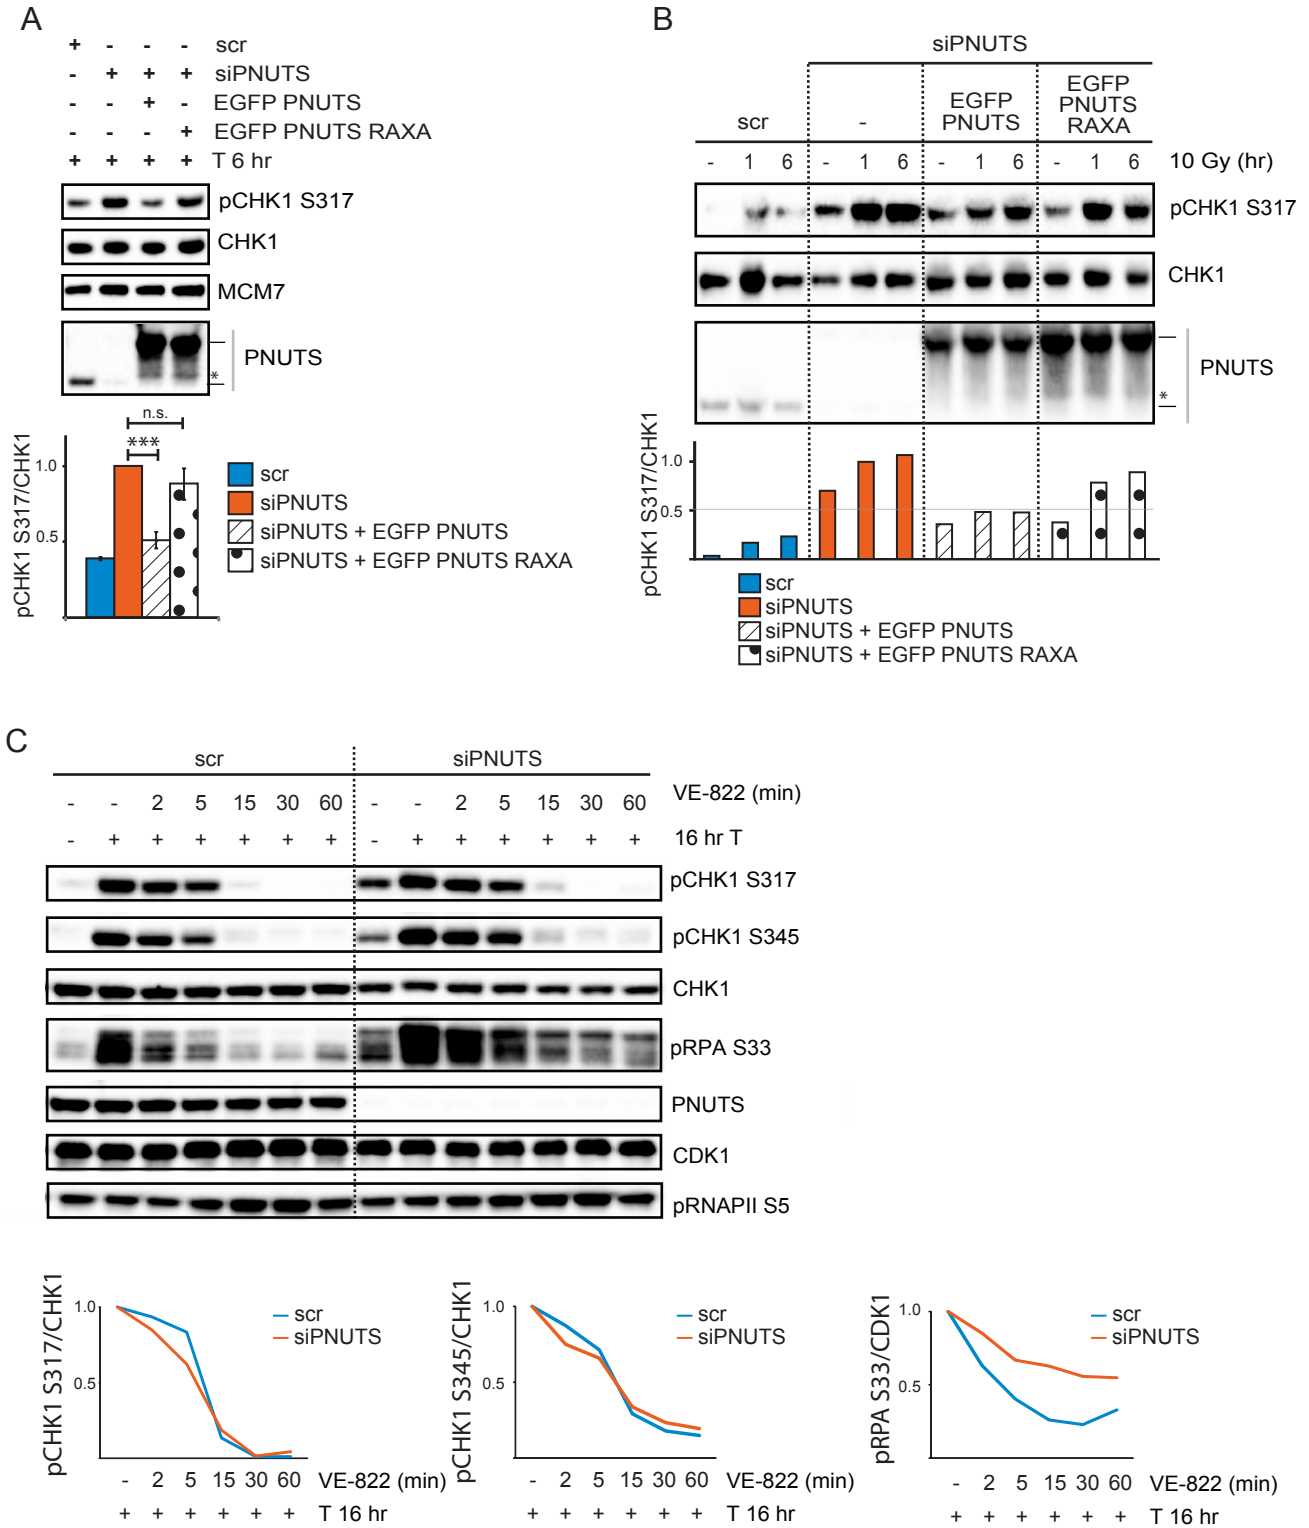 A
+ - - - scr
- + + + siPNUTS
- - + - EGFP PNUTS
- - - + EGFP PNUTS RAXA
+ + + + T 6 hr
pCHK1 S317
CHK1
MCM7
PNUTS
*
n.s.
***
pCHK1 S317/CHK1
1.0
0.5
scr
siPNUTS
siPNUTS + EGFP PNUTS
siPNUTS + EGFP PNUTS RAXA
B
siPNUTS
scr
-
EGFP
PNUTS
EGFP
PNUTS
RAXA
- 1 6 - 1 6 - 1 6 - 1 6 10 Gy (hr)
pCHK1 S317
CHK1
PNUTS
*
pCHK1 S317/CHK1
1.0
0.5
scr
siPNUTS
siPNUTS + EGFP PNUTS
siPNUTS + EGFP PNUTS RAXA
C
scr siPNUTS
- - 2 5 15 30 60 - - 2 5 15 30 60 VE-822 (min)
- + + + + + + - + + + + + + 16 hr T
pCHK1 S317
pCHK1 S345
CHK1
pRPA S33
PNUTS
CDK1
pRNAPII S5
pCHK1 S317/CHK1
1.0
0.5
scr
siPNUTS
- 2 5 15 30 60 VE-822 (min)
+ + + + + + T 16 hr
pCHK1 S345/CHK1
1.0
0.5
scr
siPNUTS
- 2 5 15 30 60 VE-822 (min)
+ + + + + + T 16 hr
pRPA S33/CDK1
1.0
0.5
scr
siPNUTS
- 2 5 15 30 60 VE-822 (min)
+ + + + + + T 16 hr